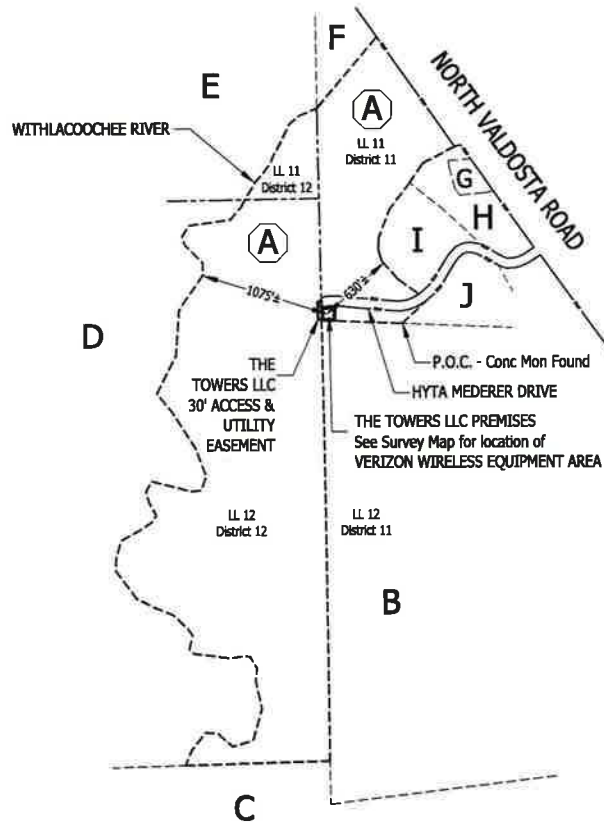 F
E
A
NORTH VALDOSTA ROAD
WITHLACOOCHEE RIVER
LL 11
District 11
LL 11
District 12
G
H
A
I
1075'±
630'±
J
D
P.O.C. - Conc Mon Found
THE
TOWERS LLC
30' ACCESS &
UTILITY
EASEMENT
HYTA MEDERER DRIVE
THE TOWERS LLC PREMISES
See Survey Map for location of
VERIZON WIRELESS EQUIPMENT AREA
LL 12
District 12
LL 12
District 11
B
C